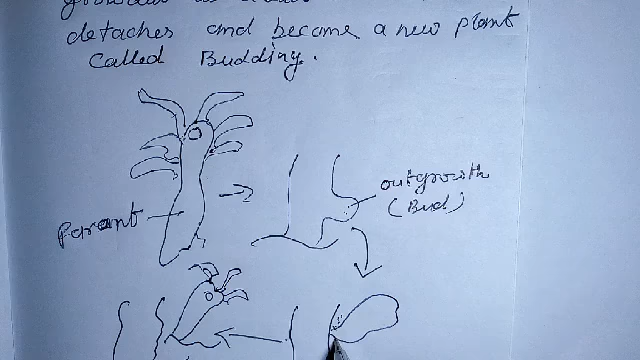 detaches and become a new plant
called Budding.
Parent
outgrowth
(Bud)